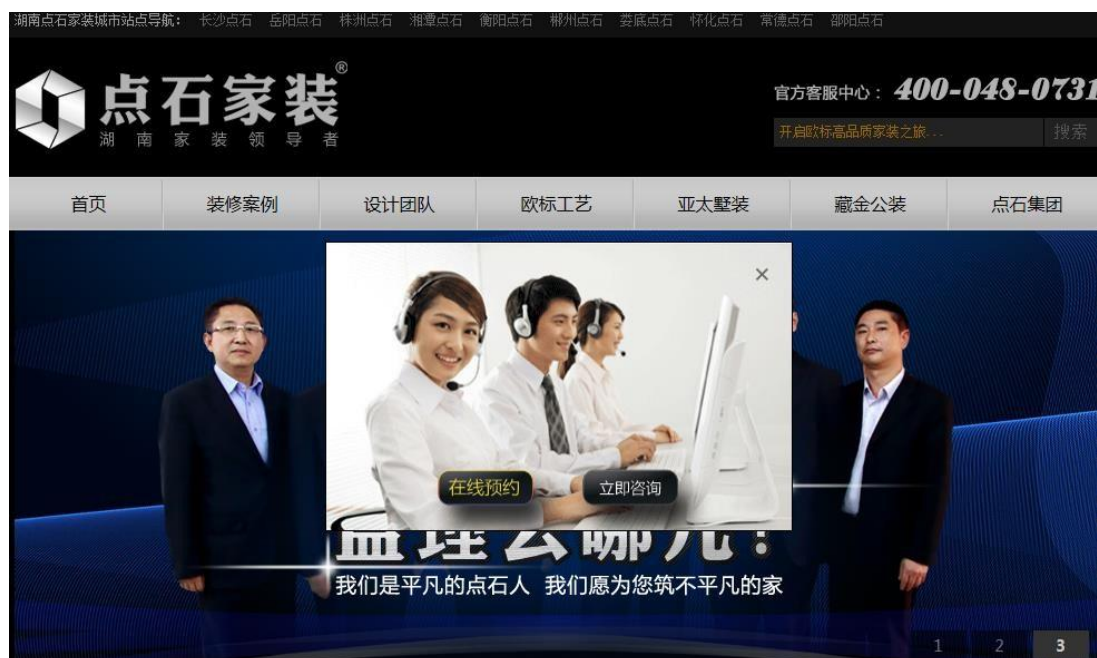 湖南点石家装城市站点导航： 长沙点石 岳阳点石 株洲点石 湘潭点石 衡阳点石 郴州点石 娄底点石 怀化点石 常德点石 邵阳点石
点石家装®
湖南家装领导者
官方客服中心：400-048-0731
开启欧标高品质家装之旅... 搜索
首页 装修案例 设计团队 欧标工艺 亚太墅装 藏金公装 点石集团
×
在线预约 立即咨询
监理去哪儿？
我们是平凡的点石人 我们愿为您筑不平凡的家
1 2 3